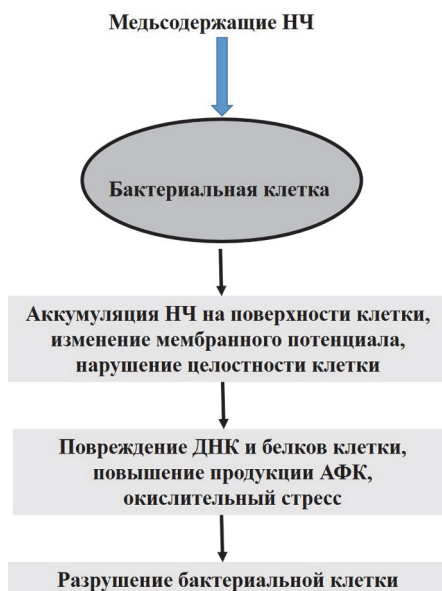 Медьсодержащие НЧ
Бактериальная клетка
Аккумуляция НЧ на поверхности клетки,
изменение мембранного потенциала,
нарушение целостности клетки
Повреждение ДНК и белков клетки,
повышение продукции АФК,
окислительный стресс
Разрушение бактериальной клетки